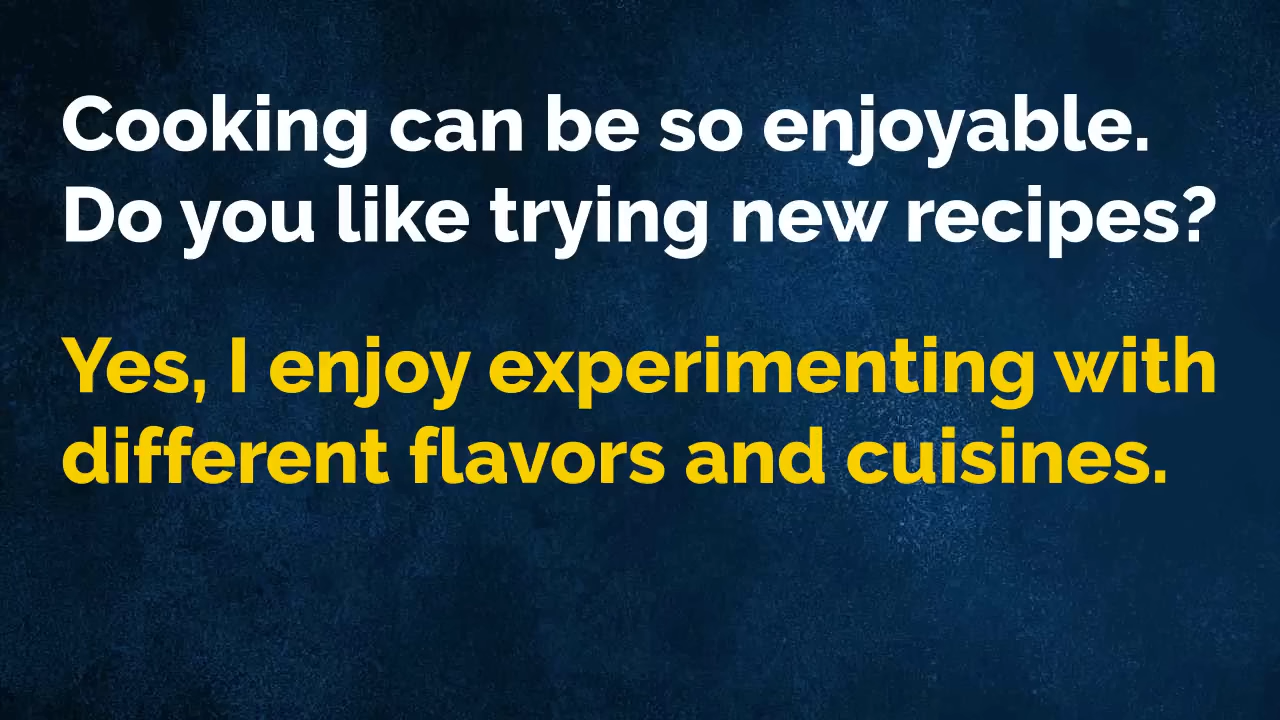 Cooking can be so enjoyable.
Do you like trying new recipes?
Yes, I enjoy experimenting with
different flavors and cuisines.